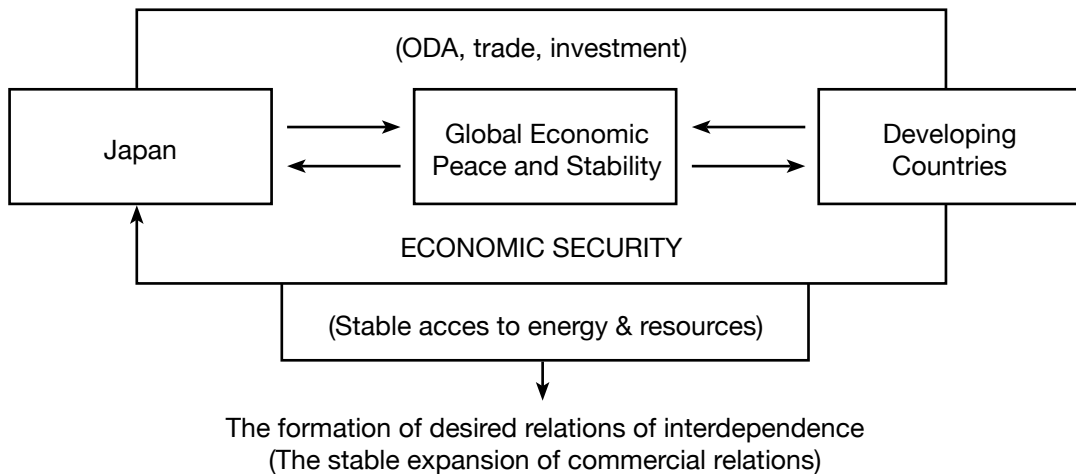 (ODA, trade, investment)
Japan
Global Economic
Peace and Stability
Developing
Countries
ECONOMIC SECURITY
(Stable acces to energy & resources)
The formation of desired relations of interdependence
(The stable expansion of commercial relations)